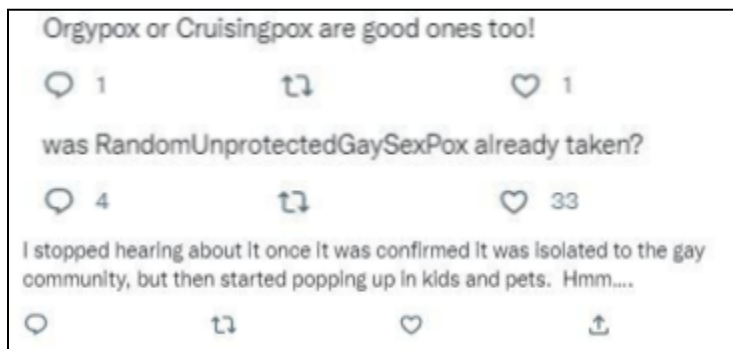 Orgypox or Cruisingpox are good ones too!
1 1
was RandomUnprotectedGaySexPox already taken?
4 33
I stopped hearing about it once it was confirmed it was isolated to the gay
community, but then started popping up in kids and pets. Hmm....